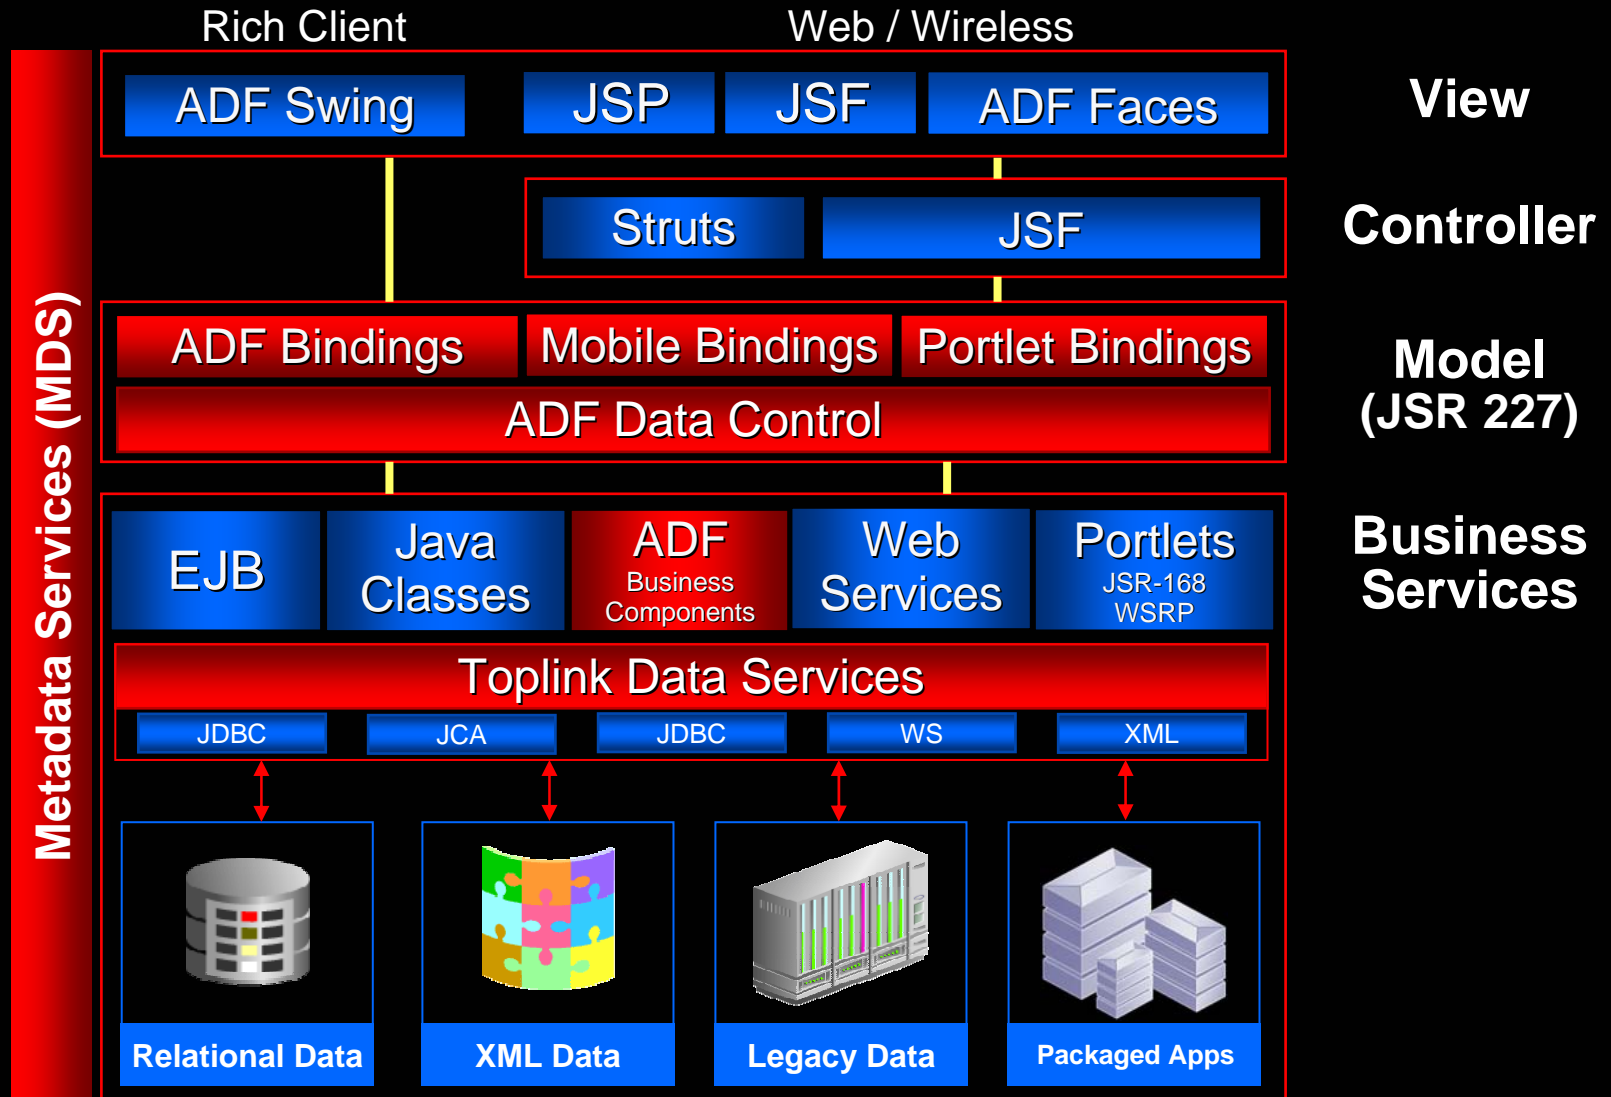 Rich Client
Web / Wireless
ADF Swing
JSP
JSF
ADF Faces
View
Struts
JSF
Controller
Metadata Services (MDS)
ADF Bindings
Mobile Bindings
Portlet Bindings
ADF Data Control
Model
(JSR 227)
EJB
Java
Classes
ADF
Business
Components
Web
Services
Portlets
JSR-168
WSRP
Business
Services
Toplink Data Services
JDBC
JCA
JDBC
WS
XML
Relational Data
XML Data
Legacy Data
Packaged Apps